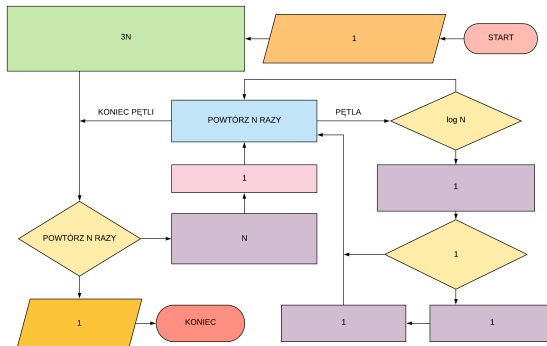 3N
1
START
KONIEC PĘTLI
POWTÓRZ N RAZY
PĘTLA
log N
1
1
POWTÓRZ N RAZY
N
1
1
KONIEC
1
1